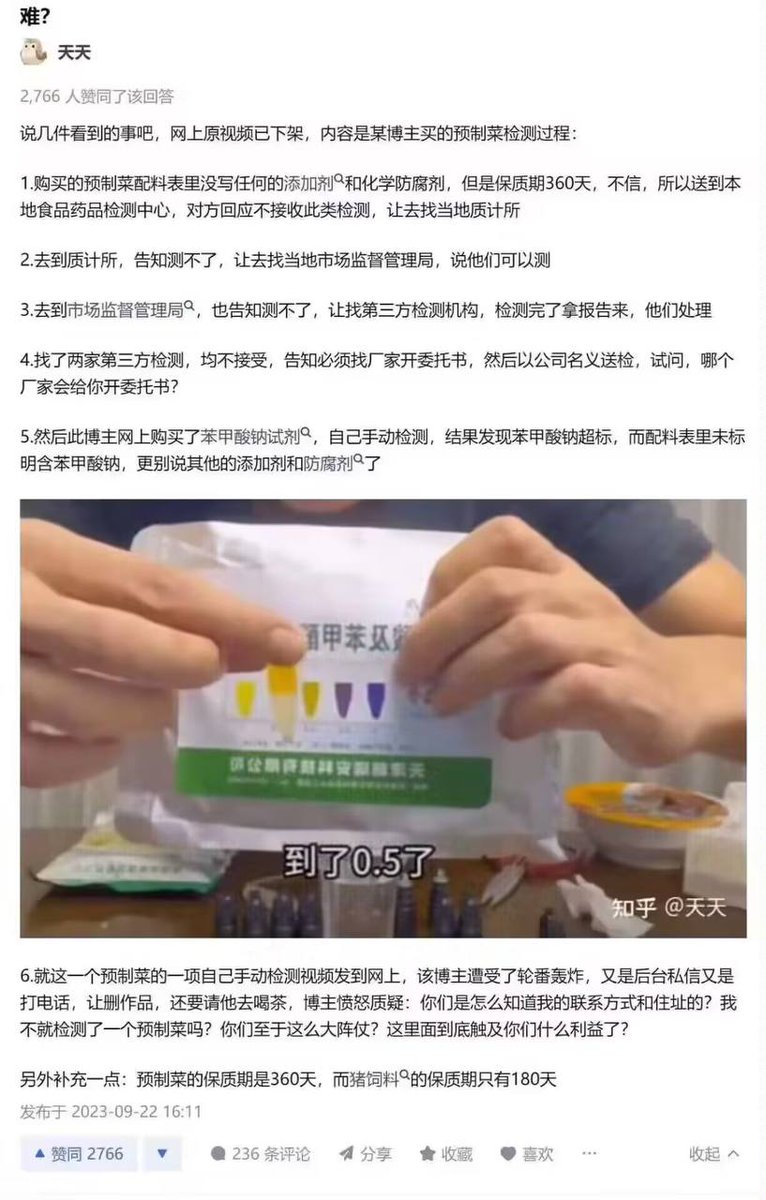 难?
天天
2,766 人赞同了该回答
说几件看到的事吧，网上原视频已下架，内容是某博主买的预制菜检测过程：
1.购买的预制菜配料表里没写任何的添加剂和化学防腐剂，但是保质期360天，不信，所以送到本
地食品药品检测中心，对方回应不接收此类检测，让去找当地质计所
2.去到质计所，告知测不了，让去找当地市场监督管理局，说他们可以测
3.去到市场监督管理局，也告知测不了，让找第三方检测机构，检测完了拿报告来，他们处理
4.找了两家第三方检测，均不接受，告知必须找厂家开委托书，然后以公司名义送检，试问，哪个
厂家会给你开委托书?
5.然后此博主网上购买了苯甲酸钠试剂，自己手动检测，结果发现苯甲酸钠超标，而配料表里未标
明含苯甲酸钠，更别说其他的添加剂和防腐剂了
苯甲
到了0.5了
知乎 @天天
6.就这一个预制菜的一项自己手动检测视频发到网上，该博主遭受了轮番轰炸，又是后台私信又是
打电话，让删作品，还要请他去喝茶，博主愤怒质疑：你们是怎么知道我的联系方式和住址的？我
不就检测了一个预制菜吗？你们至于这么大阵仗？这里面到底触及你们什么利益了？
另外补充一点：预制菜的保质期是360天，而猪饲料的保质期只有180天
发布于 2023-09-22 16:11
赞同 2766 236 条评论 分享 收藏 喜欢 ··· 收起